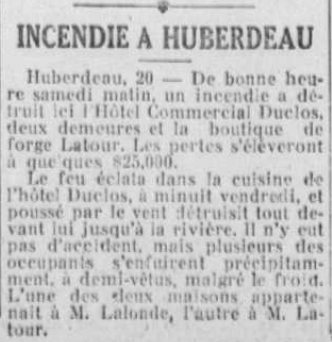 INCENDIE A HUBERDEAU
Huberdeau, 20 — De bonne heu-
re samedi matin, un incendie a dé-
truit ici l'Hôtel Commercial Duclos,
deux demeures et la boutique de
forge Latour. Les pertes s'élèveront
à que'ques $25,000.
Le feu éclata dans la cuisine de
l'hôtel Duclos, à minuit vendredi, et
poussé par le vent détruisit tout de-
vant lui jusqu'à la rivière. Il n'y eut
pas d'accident, mais plusieurs des
occupants s'enfuirent précipitam-
ment, à demi-vêtus, malgré le froid.
L'une des deux maisons apparte-
nait à M. Lalonde, l'autre à M. La-
tour.